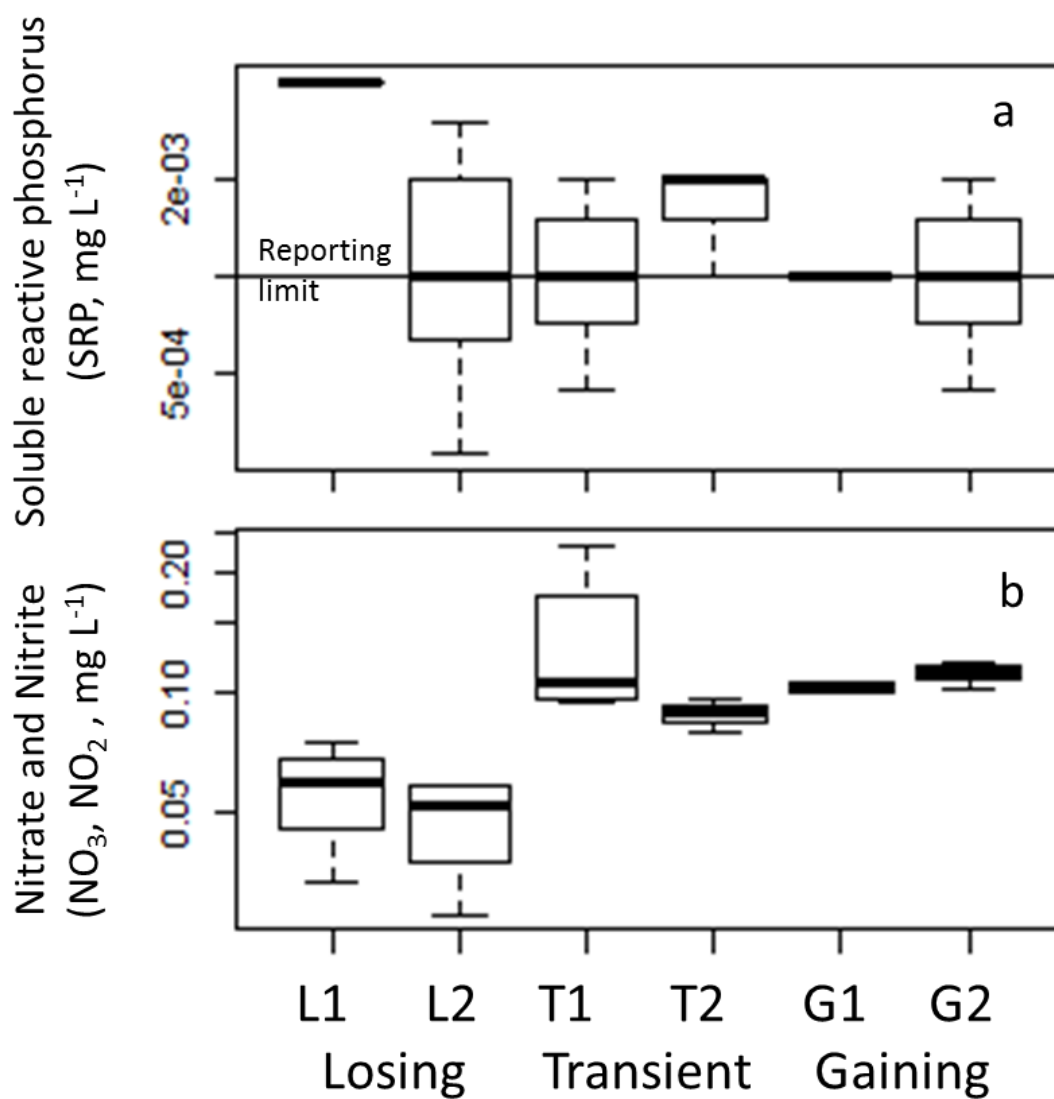 Soluble reactive phosphorus
(SRP, mg L-1)
2e-03
5e-04
a
Reporting
limit
Nitrate and Nitrite
(NO3, NO2 , mg L-1)
0.20
0.10
0.05
b
L1 L2 T1 T2 G1 G2
Losing Transient Gaining